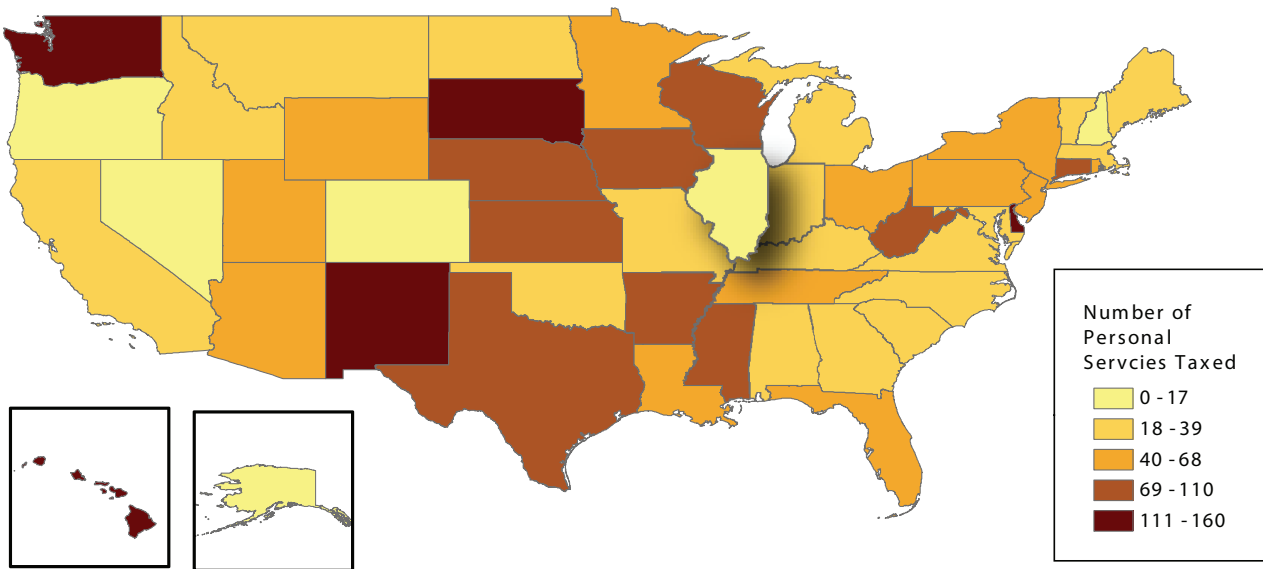 Number of
Personal
Servcies Taxed
0 - 17
18 - 39
40 - 68
69 - 110
111 - 160